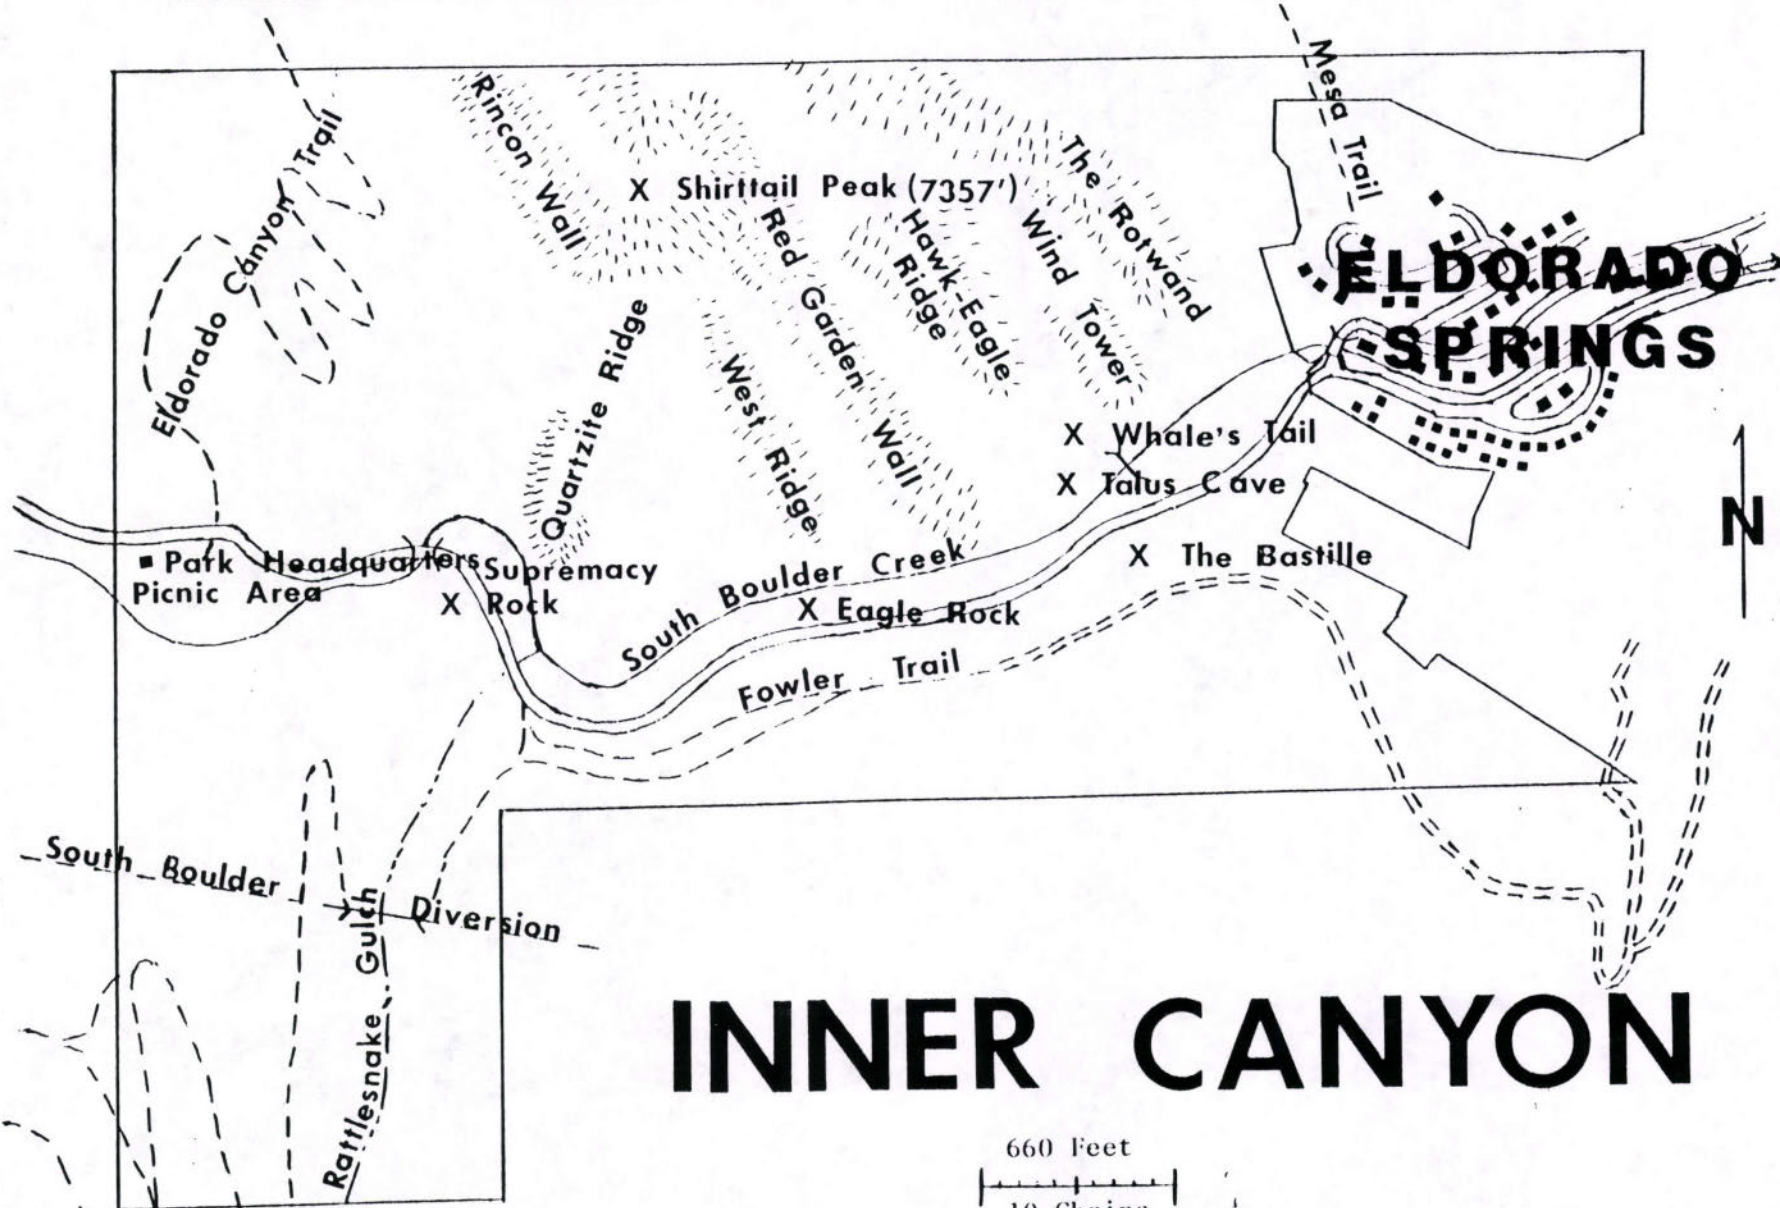 Mesa Trail
Rincon Wall
Eldorado Canyon Trail
X Shirttail Peak (7357')
The Rotwand
Red Garden Wall
Hawk-Eagle
Ridge
Wind Tower
ELDORADO
SPRINGS
Quartzite Ridge
West Ridge
X Whale's Tail
X Talus Cave
N
Park Headquarters
Picnic Area
X Supremacy
Rock
South Boulder Creek
X The Bastille
X Eagle Rock
Fowler Trail
South Boulder Diversion
Rattlesnake Gulch
INNER CANYON
660 Feet
10 Chains